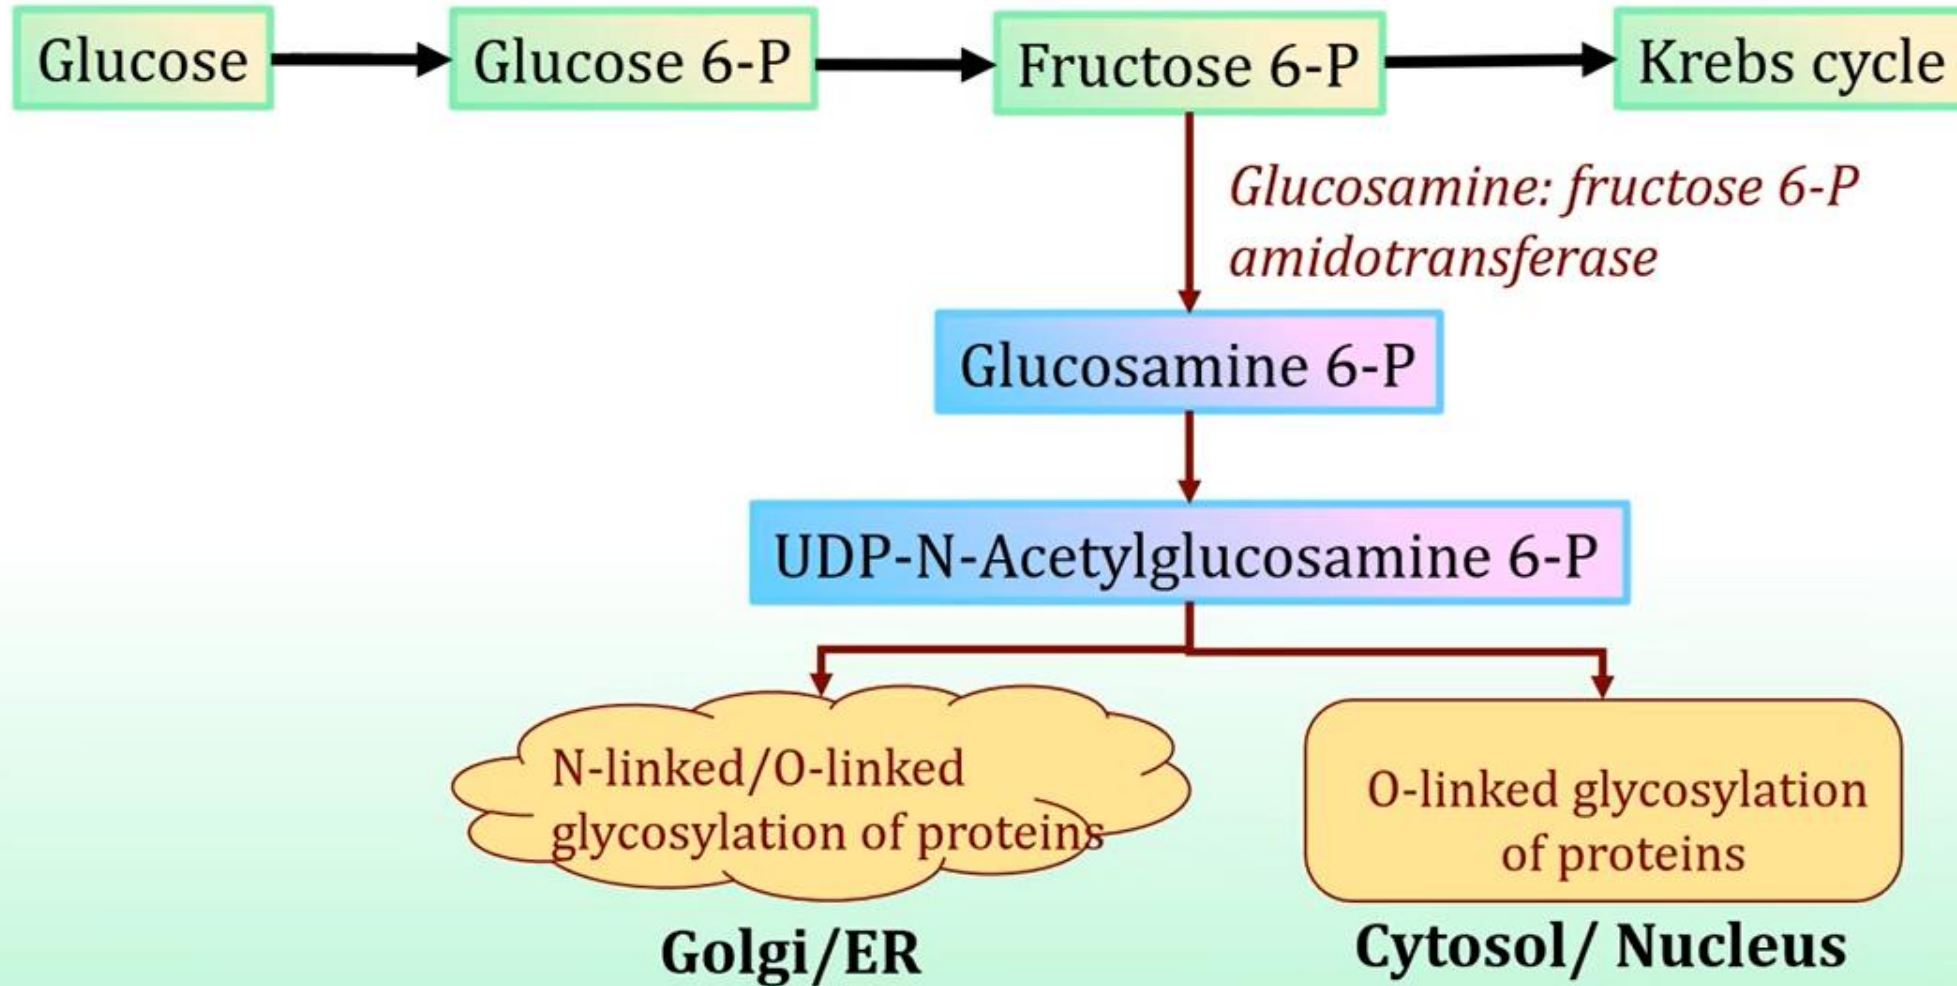 Glucose
Glucose 6-P
Fructose 6-P
Krebs cycle
Glucosamine: fructose 6-P
amidotransferase
Glucosamine 6-P
UDP-N-Acetylglucosamine 6-P
N-linked/O-linked
glycosylation of proteins
O-linked glycosylation
of proteins
Golgi/ER
Cytosol/ Nucleus